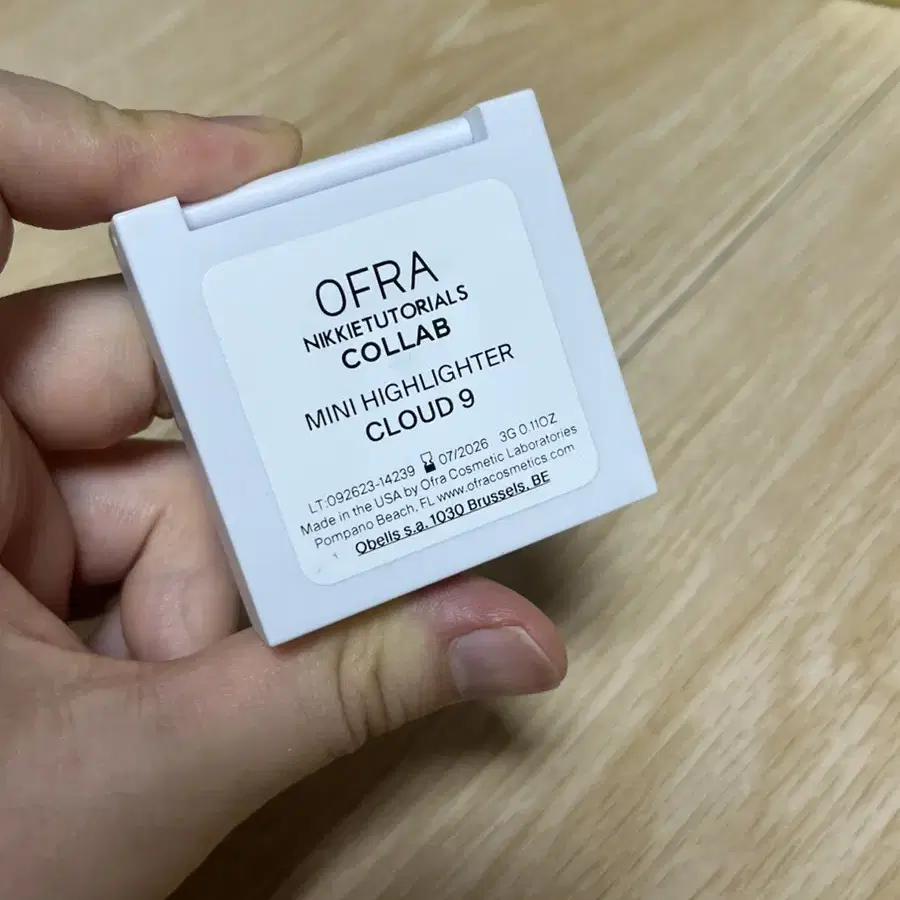 OFRA
NIKKIETUTORIALS
COLLAB
MINI HIGHLIGHTER
CLOUD 9
LT:092623-14239 07/2026 3G 0.11OZ
Made in the USA by Ofra Cosmetic Laboratories
Pompano Beach, FL www.ofracosmetics.com
Obells s.a. 1030 Brussels, BE